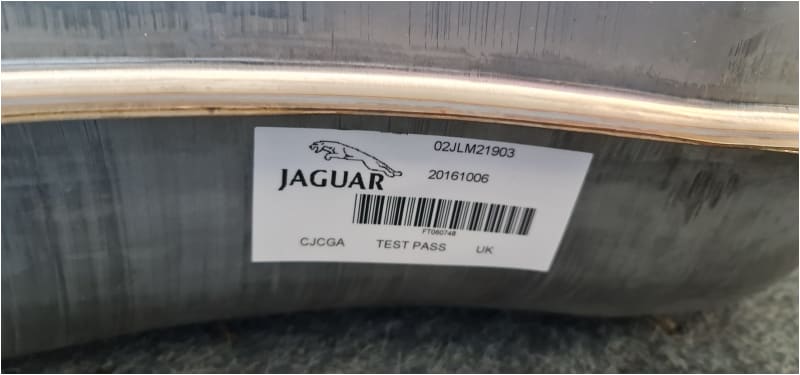 02JLM21903
JAGUAR 20161006
FT060748
CJCGA TEST PASS UK